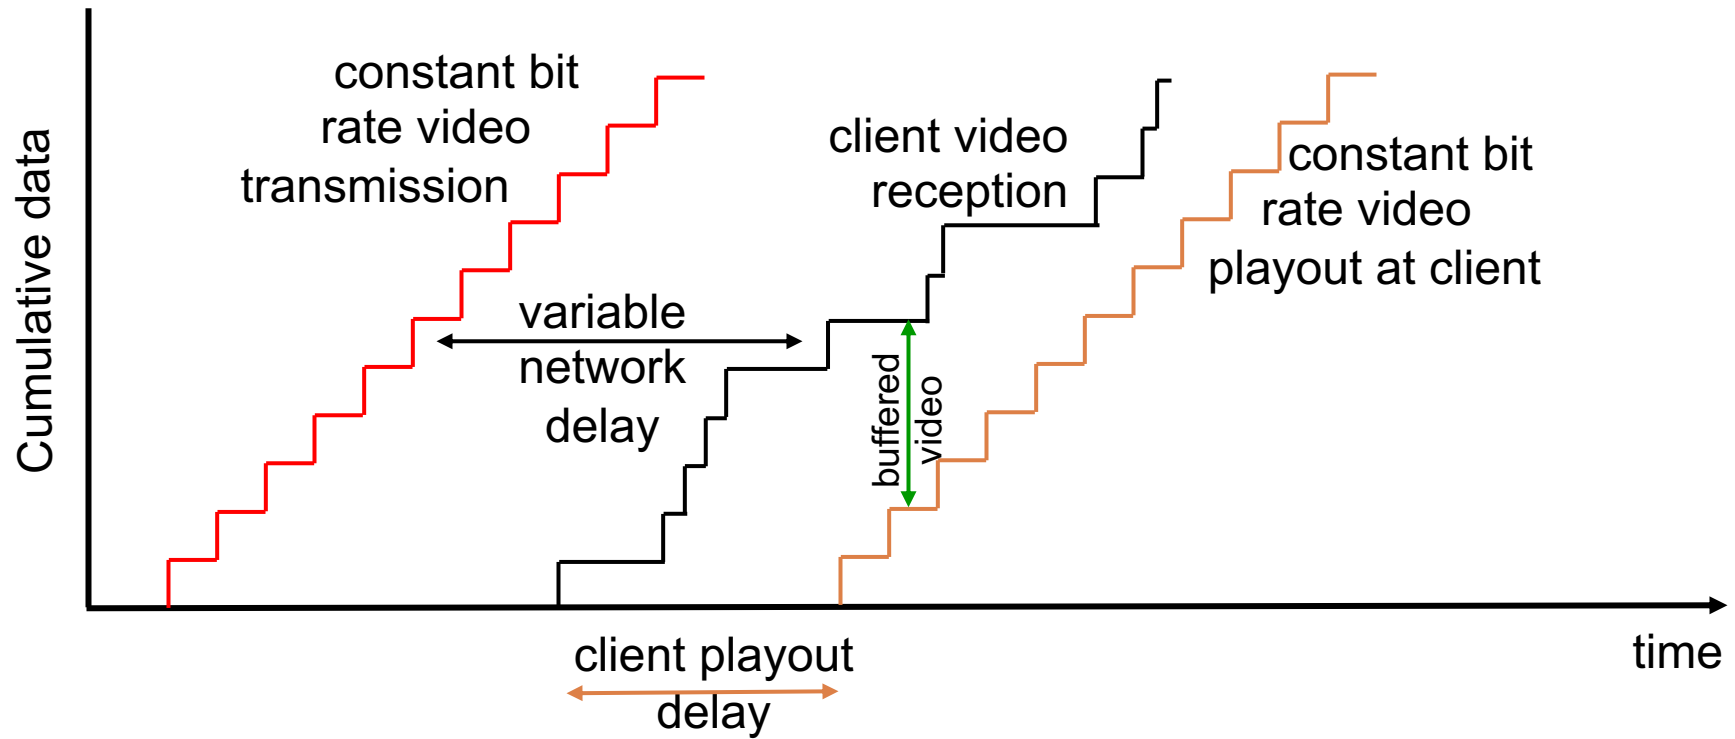 constant bit
rate video
transmission
client video
reception
constant bit
rate video
playout at client
Cumulative data
variable
network
delay
buffered
video
time
client playout
delay